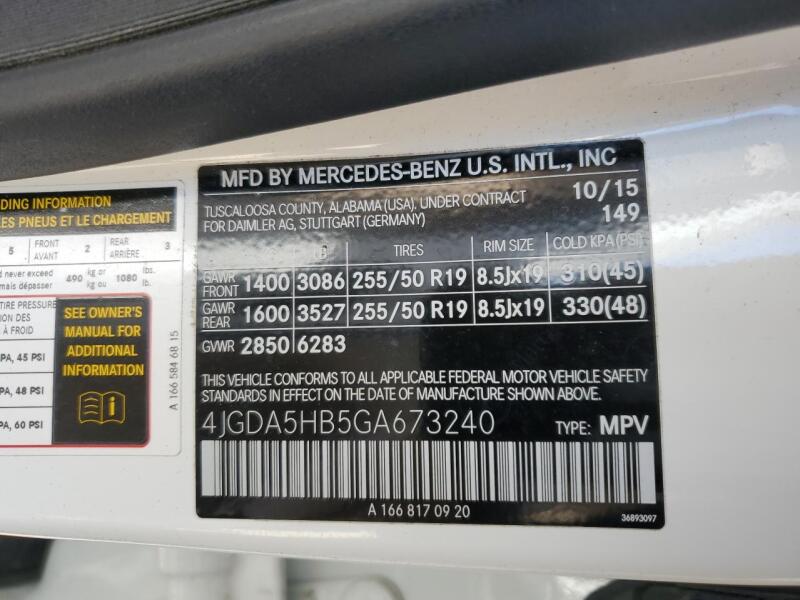 DING INFORMATION
LES PNEUS ET LE CHARGEMENT
5 FRONT AVANT 2 REAR ARRIÈRE 3
d never exceed
mais dépasser 490 kg or ou 1080 lbs. lb.
TIRE PRESSURE
ION DES
À FROID
PA, 45 PSI
PA, 48 PSI
PA, 60 PSI
SEE OWNER'S
MANUAL FOR
ADDITIONAL
INFORMATION
A 166 584 68 15
MFD BY MERCEDES-BENZ U.S. INTL., INC
TUSCALOOSA COUNTY, ALABAMA (USA), UNDER CONTRACT 10/15
FOR DAIMLER AG, STUTTGART (GERMANY) 149
TIRES RIM SIZE COLD KPA(PSI)
GAWR FRONT 1400 3086 255/50 R19 8.5Jx19 310(45)
GAWR REAR 1600 3527 255/50 R19 8.5Jx19 330(48)
GVWR 2850 6283
THIS VEHICLE CONFORMS TO ALL APPLICABLE FEDERAL MOTOR VEHICLE SAFETY
STANDARDS IN EFFECT ON THE DATE OF MANUFACTURE SHOWN ABOVE.
4JGDA5HB5GA673240 TYPE: MPV
A 166 817 09 20
36893097